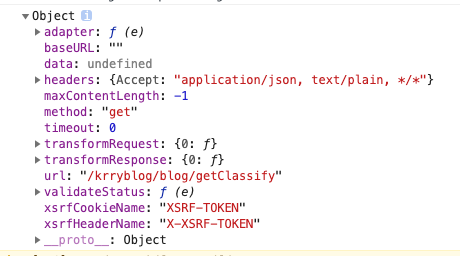 ▼Object i
▶adapter: ƒ (e)
baseURL: ""
data: undefined
▶headers: {Accept: "application/json, text/plain, */*"}
maxContentLength: -1
method: "get"
timeout: 0
▶transformRequest: {0: ƒ}
▶transformResponse: {0: ƒ}
url: "/krryblog/blog/getClassify"
▶validateStatus: ƒ (e)
xsrfCookieName: "XSRF-TOKEN"
xsrfHeaderName: "X-XSRF-TOKEN"
▶__proto__: Object